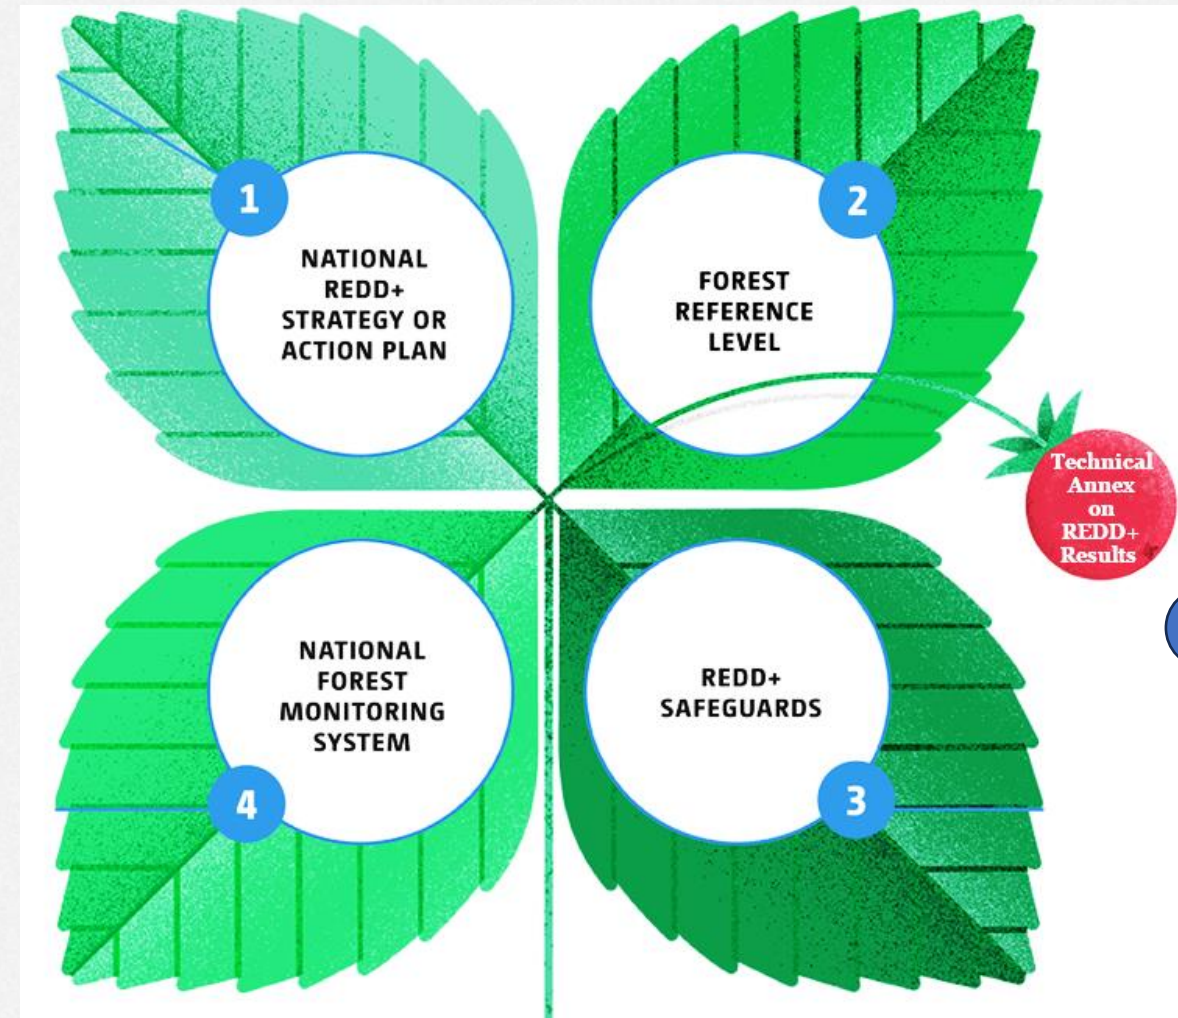 1
NATIONAL
REDD+
STRATEGY OR
ACTION PLAN
2
FOREST
REFERENCE
LEVEL
Technical
Annex
on
REDD+
Results
4
NATIONAL
FOREST
MONITORING
SYSTEM
3
REDD+
SAFEGUARDS